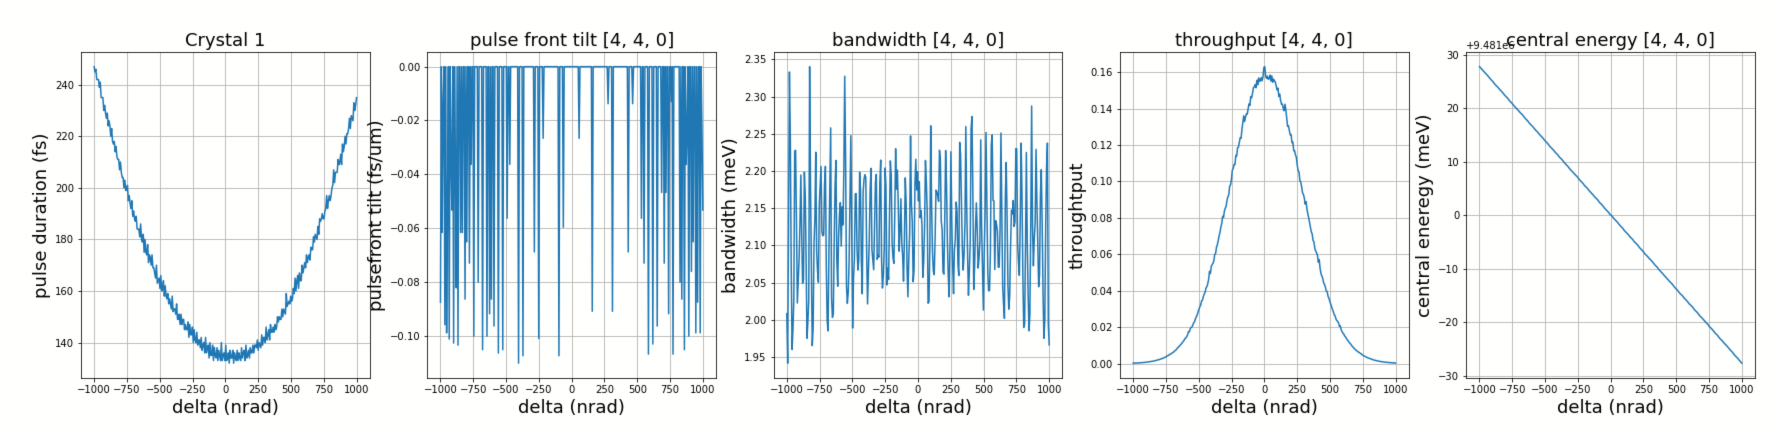 Crystal 1
pulse duration (fs)
240
220
200
180
160
140
−1000 −750 −500 −250 0 250 500 750 1000
delta (nrad)
pulse front tilt [4, 4, 0]
pulsefront tilt (fs/um)
0.00
−0.02
−0.04
−0.06
−0.08
−0.10
−1000 −750 −500 −250 0 250 500 750 1000
delta (nrad)
bandwidth [4, 4, 0]
bandwidth (meV)
2.35
2.30
2.25
2.20
2.15
2.10
2.05
2.00
1.95
−1000 −750 −500 −250 0 250 500 750 1000
delta (nrad)
throughput [4, 4, 0]
throughtput
0.16
0.14
0.12
0.10
0.08
0.06
0.04
0.02
0.00
−1000 −750 −500 −250 0 250 500 750 1000
delta (nrad)
central energy [4, 4, 0]
+9.481e6
central eneregy (meV)
30
20
10
0
−10
−20
−30
−1000 −750 −500 −250 0 250 500 750 1000
delta (nrad)